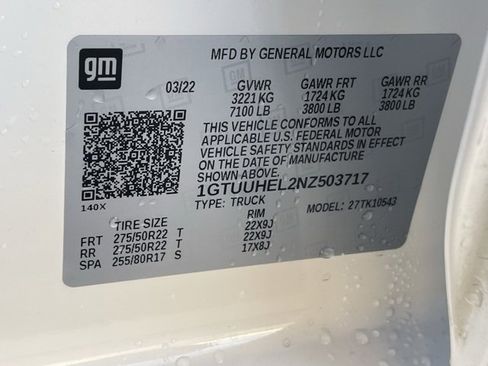 gm
MFD BY GENERAL MOTORS LLC
03/22 GVWR GAWR FRT GAWR RR
3221 KG 1724 KG 1724 KG
7100 LB 3800 LB 3800 LB
THIS VEHICLE CONFORMS TO ALL
APPLICABLE U.S. FEDERAL MOTOR
VEHICLE SAFETY AND THEFT
PREVENTION STANDARDS IN
EFFECT ON THE DATE OF
MANUFACTURE SHOWN ABOVE.
140X
1GTUUHEL2NZ503717
TYPE: TRUCK MODEL: 27TK10543
TIRE SIZE RIM
FRT 275/50R22 T 22X9J
RR 275/50R22 T 22X9J
SPA 255/80R17 S 17X8J